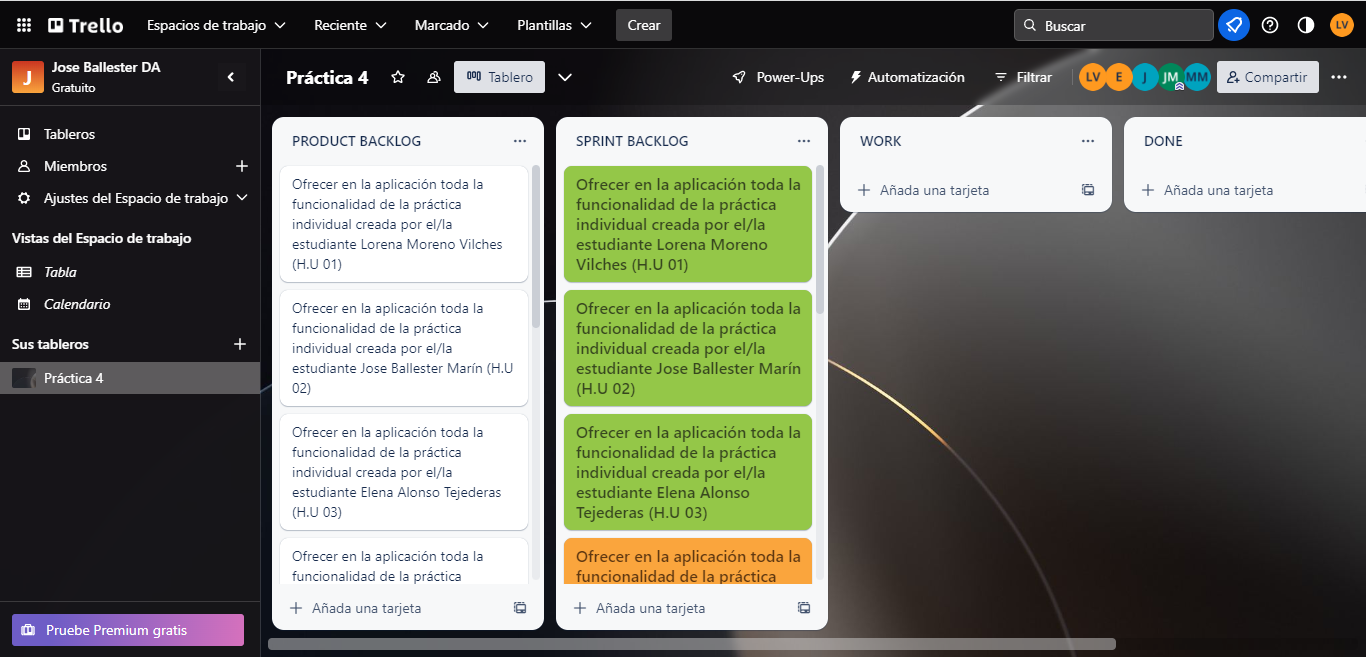 Trello
Espacios de trabajo
Reciente
Marcado
Plantillas
Crear
Buscar
LV
J
Jose Ballester DA
Gratuito
Práctica 4
Tablero
Power-Ups
Automatización
Filtrar
LV
E
J
JM
MM
Compartir
Tableros
Miembros
Ajustes del Espacio de trabajo
Vistas del Espacio de trabajo
Tabla
Calendario
Sus tableros
Práctica 4
Pruebe Premium gratis
PRODUCT BACKLOG
Ofrecer en la aplicación toda la
funcionalidad de la práctica
individual creada por el/la
estudiante Lorena Moreno Vilches
(H.U 01)
Ofrecer en la aplicación toda la
funcionalidad de la práctica
individual creada por el/la
estudiante Jose Ballester Marín (H.U
02)
Ofrecer en la aplicación toda la
funcionalidad de la práctica
individual creada por el/la
estudiante Elena Alonso Tejederas
(H.U 03)
Ofrecer en la aplicación toda la
funcionalidad de la práctica
Añada una tarjeta
SPRINT BACKLOG
Ofrecer en la aplicación toda la
funcionalidad de la práctica
individual creada por el/la
estudiante Lorena Moreno
Vilches (H.U 01)
Ofrecer en la aplicación toda la
funcionalidad de la práctica
individual creada por el/la
estudiante Jose Ballester Marín
(H.U 02)
Ofrecer en la aplicación toda la
funcionalidad de la práctica
individual creada por el/la
estudiante Elena Alonso
Tejederas (H.U 03)
Ofrecer en la aplicación toda la
funcionalidad de la práctica
Añada una tarjeta
WORK
Añada una tarjeta
DONE
Añada una tarjeta